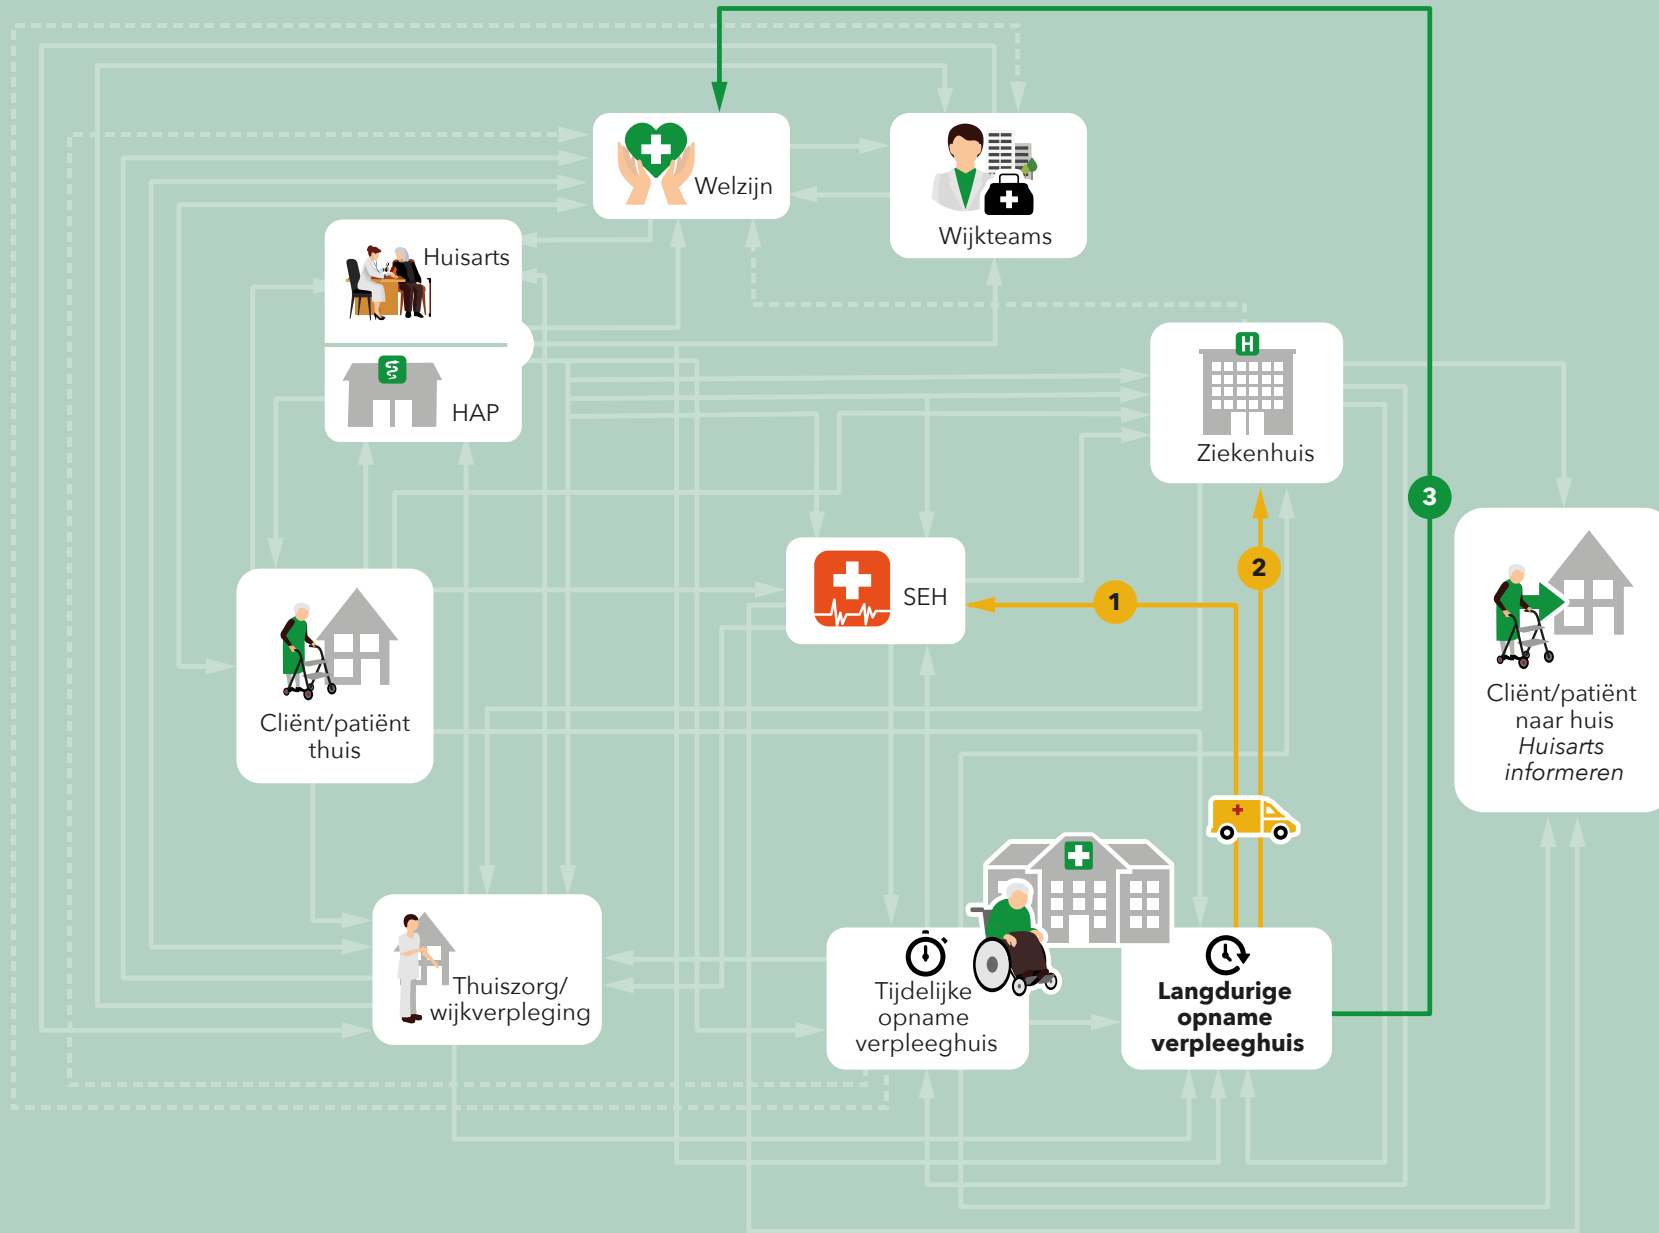 Welzijn
Wijkteams
Huisarts
HAP
H
Ziekenhuis
3
2
1
SEH
Cliënt/patiënt
thuis
Cliënt/patiënt
naar huis
Huisarts
informeren
Thuiszorg/
wijkverpleging
Tijdelijke
opname
verpleeghuis
Langdurige
opname
verpleeghuis